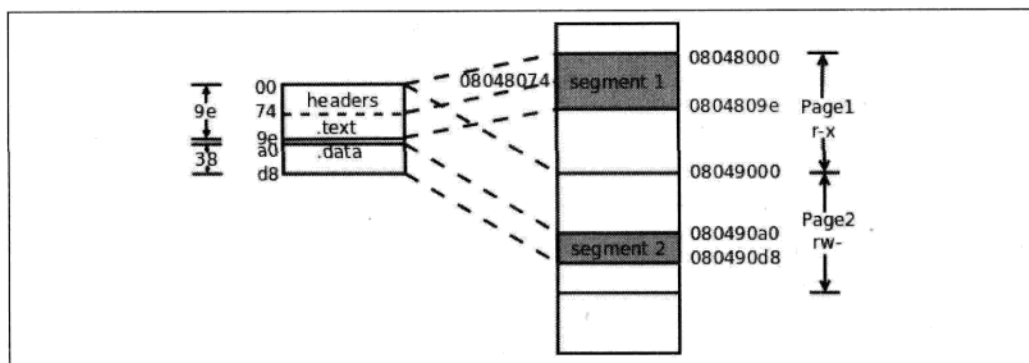 00
headers
74
9e
.text
9e
a0
.data
38
d8
08048074
segment 1
08048000
0804809e
Page1
r-x
08049000
Page2
rw-
080490a0
segment 2
080490d8